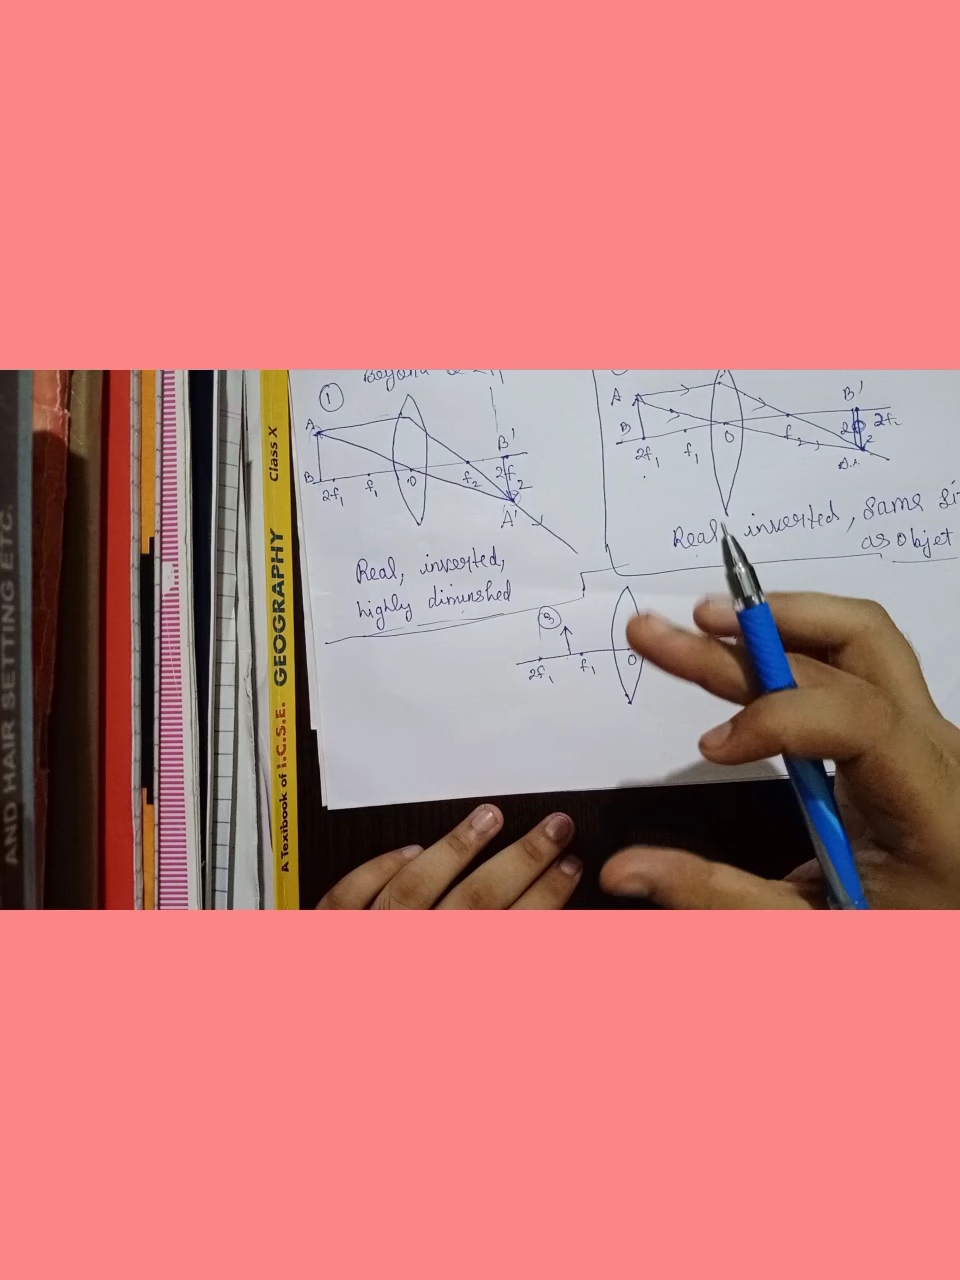 AND HAIR SETTING ETC.
A Textbook of I.C.S.E. GEOGRAPHY Class X
Beyond
1
A
B
2f1
f1
O
f2
B'
2f2
A'
Real, inverted,
highly diminshed
A
B
2f1
f1
O
f2
B'
2f2
Real, inverted, same
as objet
3
2f1
f1
O